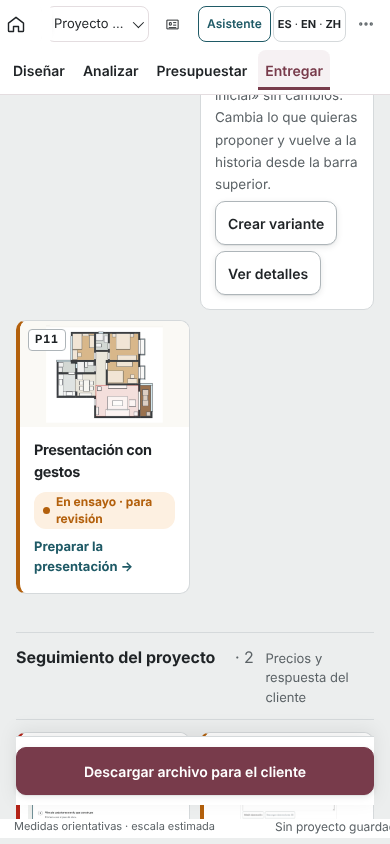 Proyecto ...
Asistente
ES · EN · ZH
Diseñar
Analizar
Presupuestar
Entregar
inicial» sin cambios.
Cambia lo que quieras
proponer y vuelve a la
historia desde la barra
superior.
Crear variante
Ver detalles
P11
Presentación con
gestos
En ensayo · para
revisión
Preparar la
presentación →
Seguimiento del proyecto
· 2
Precios y
respuesta del
cliente
Descargar archivo para el cliente
Medidas orientativas · escala estimada
Sin proyecto guarda